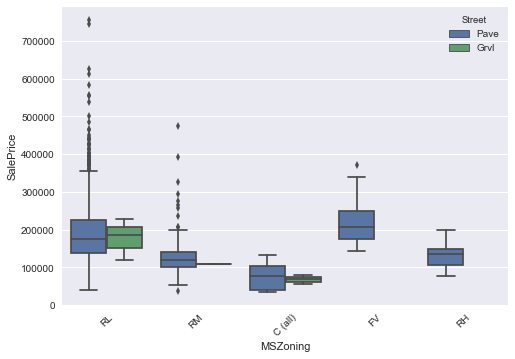 Street
Pave
Grvl
SalePrice
700000
600000
500000
400000
300000
200000
100000
0
RL
RM
C (all)
FV
RH
MSZoning